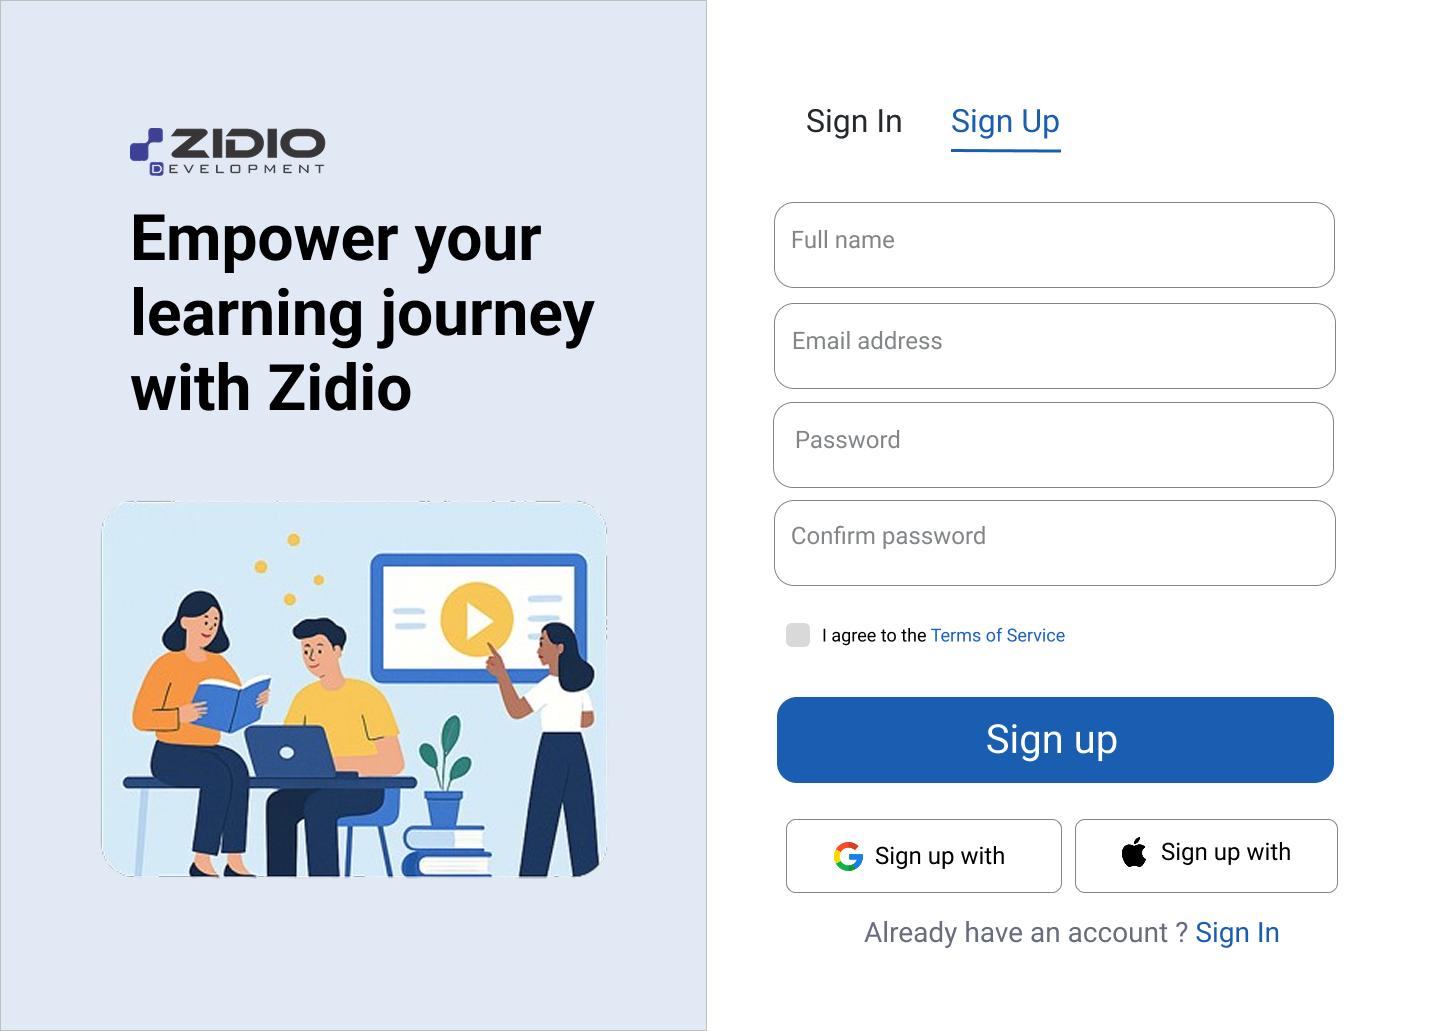 ZIDIO
DEVELOPMENT
Empower your
learning journey
with Zidio
Sign In Sign Up
Full name
Email address
Password
Confirm password
I agree to the Terms of Service
Sign up
Sign up with Sign up with
Already have an account ? Sign In